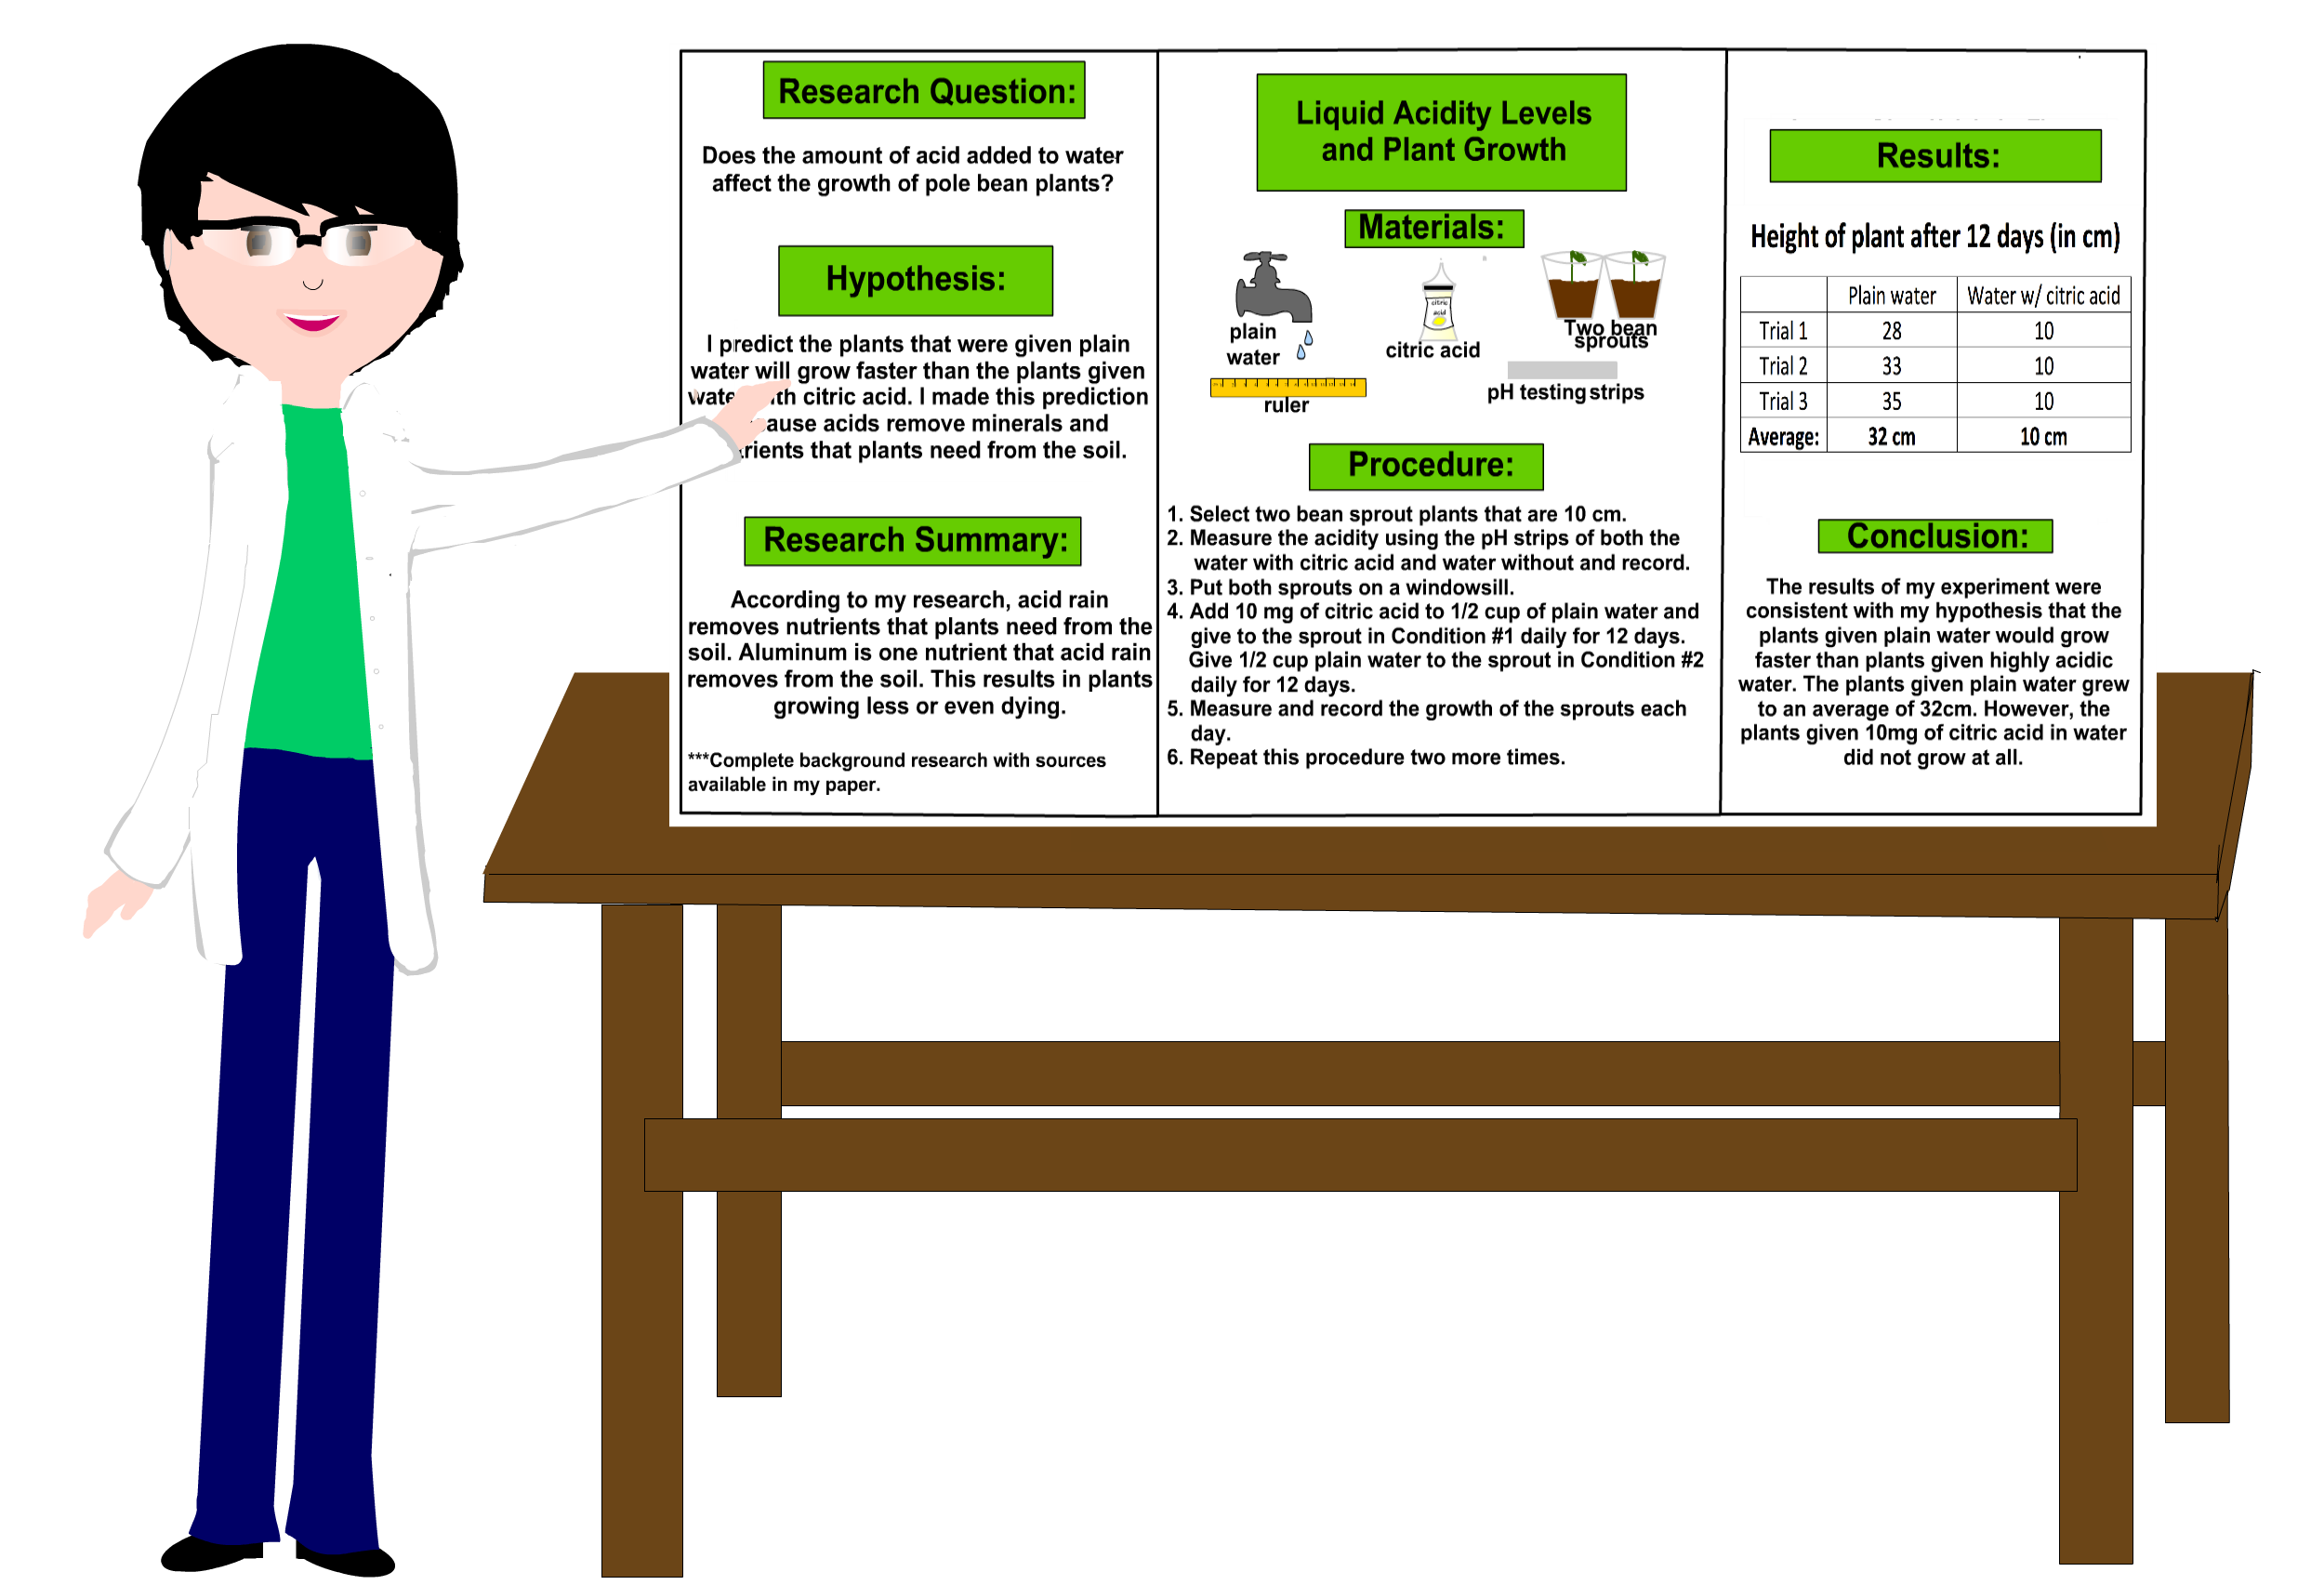 Research Question:
Does the amount of acid added to water
affect the growth of pole bean plants?
Hypothesis:
I predict the plants that were given plain
water will grow faster than the plants given
citric acid. I made this prediction
acids remove minerals and
that plants need from the soil.
Research Summary:
According to my research, acid rain
removes nutrients that plants need from the
soil. Aluminum is one nutrient that acid rain
removes from the soil. This results in plants
growing less or even dying.
***Complete background research with sources
available in my paper.
Liquid Acidity Levels
and Plant Growth
Materials:
plain
water
citric
acid
citric acid
Two bean
sprouts
ruler
pH testing strips
Procedure:
1. Select two bean sprout plants that are 10 cm.
2. Measure the acidity using the pH strips of both the
water with citric acid and water without and record.
3. Put both sprouts on a windowsill.
4. Add 10 mg of citric acid to 1/2 cup of plain water and
give to the sprout in Condition #1 daily for 12 days.
Give 1/2 cup plain water to the sprout in Condition #2
daily for 12 days.
5. Measure and record the growth of the sprouts each
day.
6. Repeat this procedure two more times.
Results:
Height of plant after 12 days (in cm)
Plain water Water w/ citric acid
Trial 1 28 10
Trial 2 33 10
Trial 3 35 10
Average: 32 cm 10 cm
Conclusion:
The results of my experiment were
consistent with my hypothesis that the
plants given plain water would grow
faster than plants given highly acidic
water. The plants given plain water grew
to an average of 32cm. However, the
plants given 10mg of citric acid in water
did not grow at all.